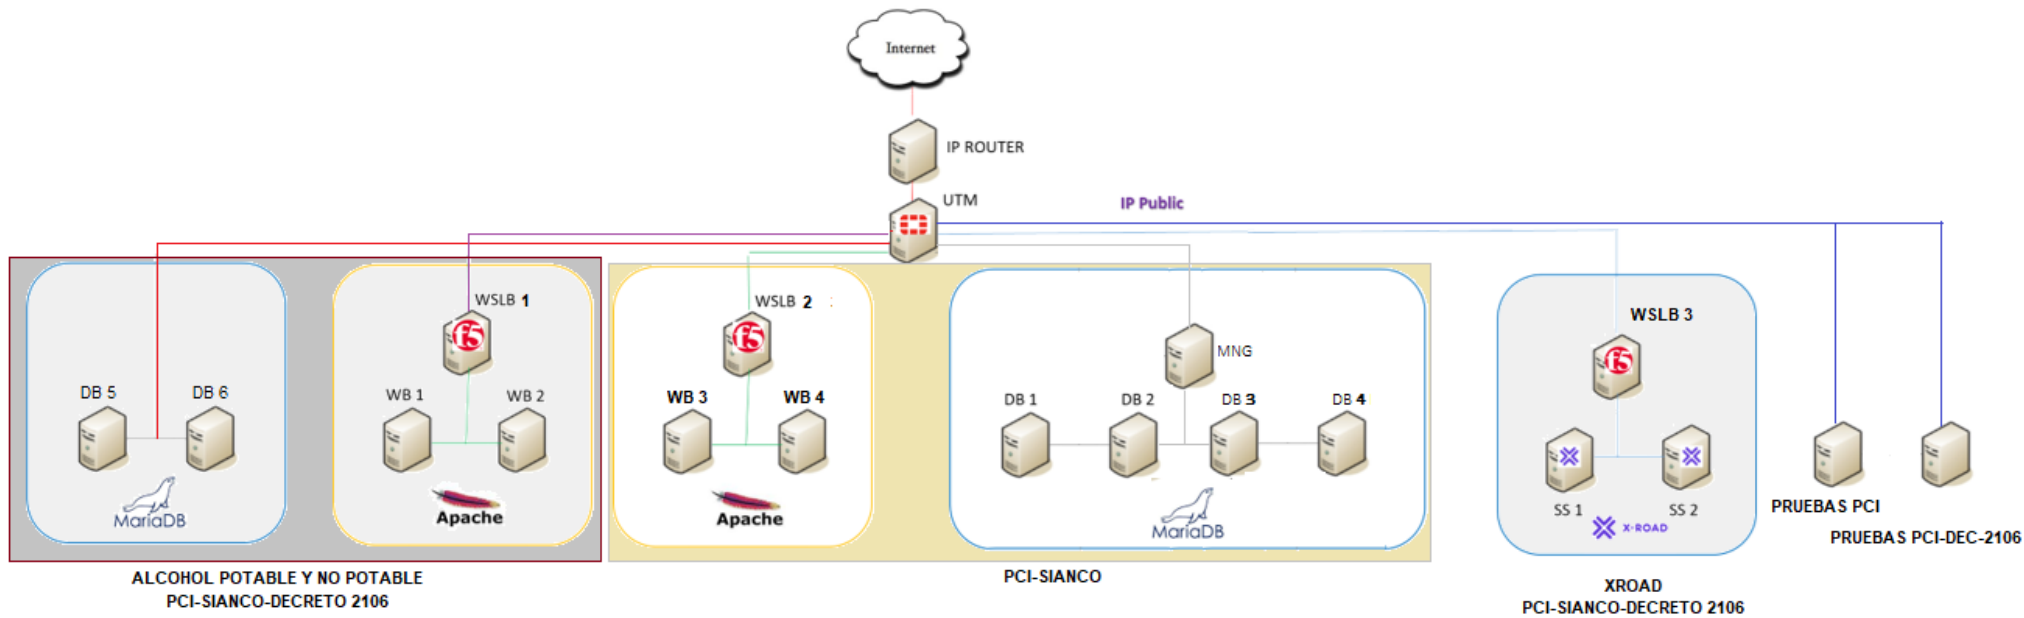 Internet
IP ROUTER
UTM
IP Public
WSLB 1
WSLB 2
WSLB 3
MNG
DB 5
DB 6
WB 1
WB 2
WB 3
WB 4
DB 1
DB 2
DB 3
DB 4
f5
f5
f5
MariaDB
Apache
Apache
MariaDB
SS 1
SS 2
X-ROAD
PRUEBAS PCI
PRUEBAS PCI-DEC-2106
ALCOHOL POTABLE Y NO POTABLE
PCI-SIANCO-DECRETO 2106
PCI-SIANCO
XROAD
PCI-SIANCO-DECRETO 2106